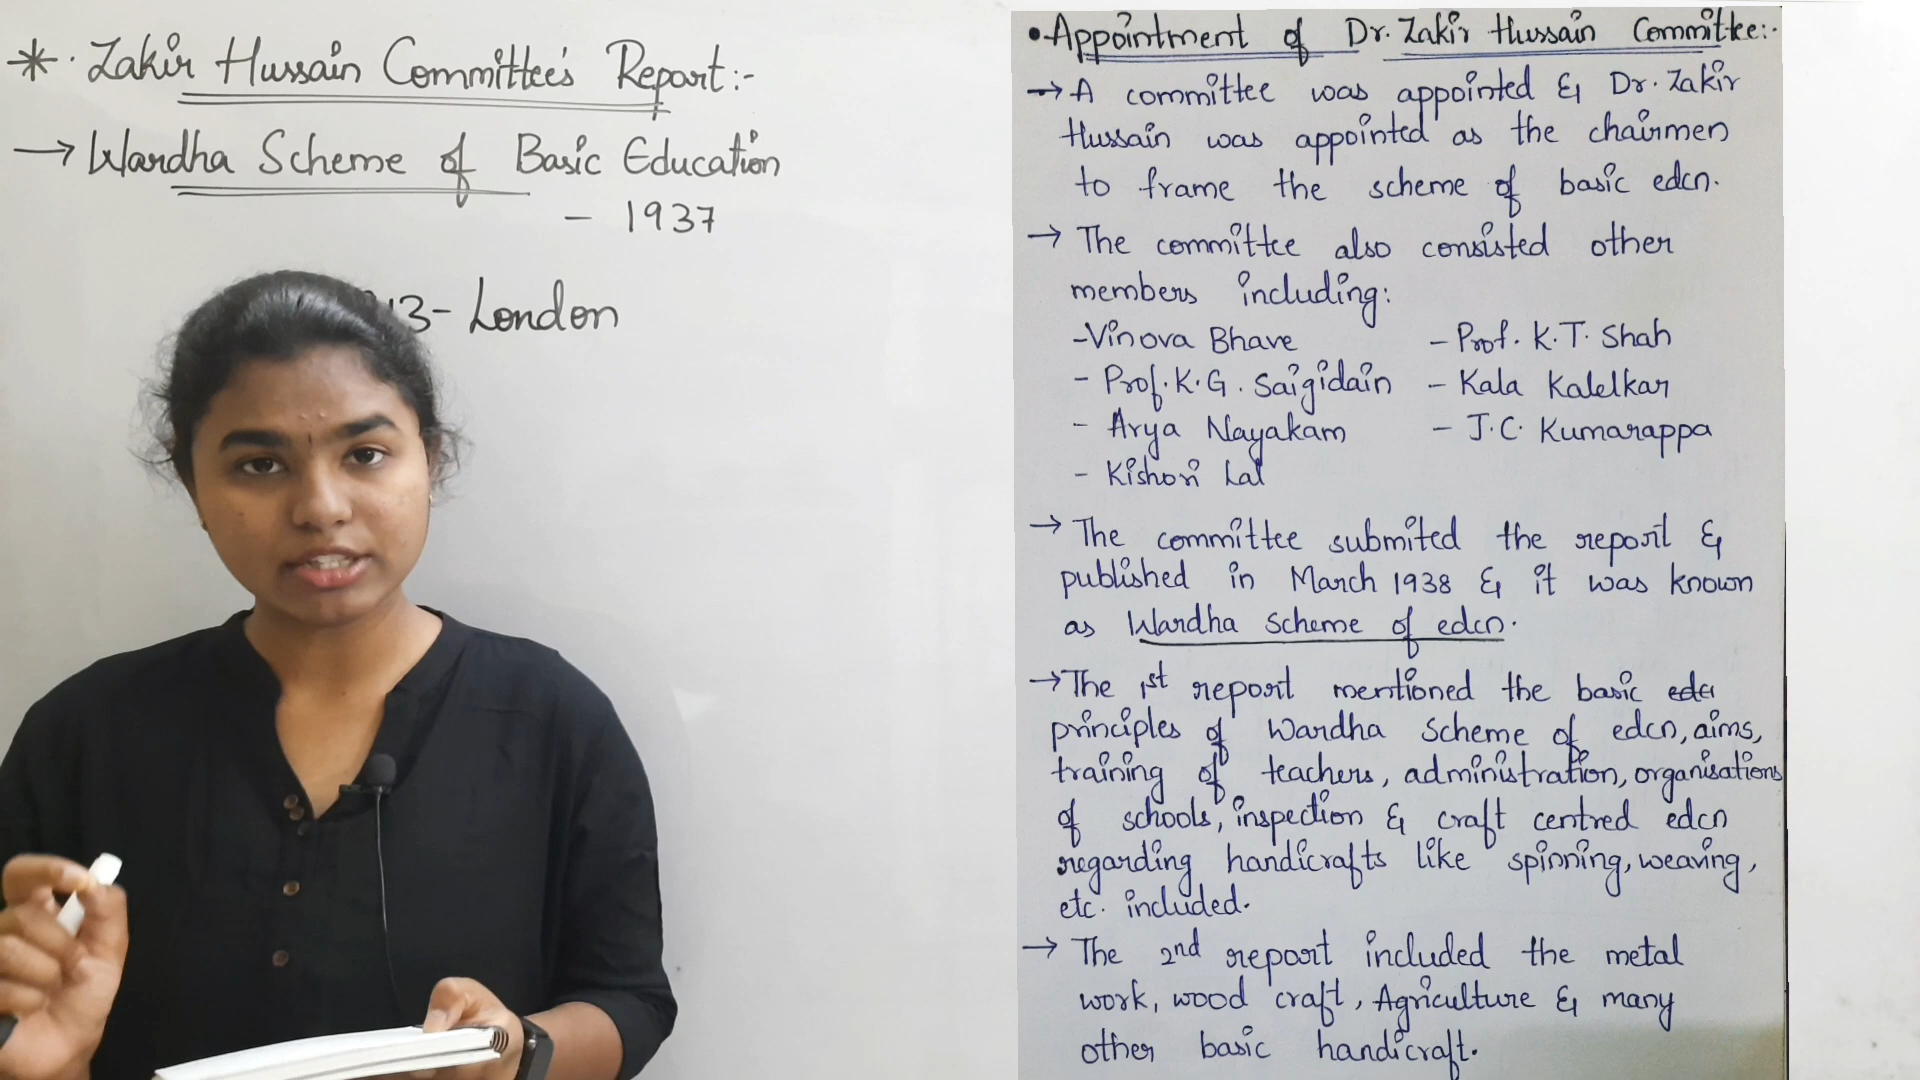 * Zakir Hussain Committee's Report:-
→ Wardha Scheme of Basic Education
- 1937
13- London
• Appointment of Dr. Zakir Hussain Committee:-
→ A committee was appointed & Dr. Zakir
Hussain was appointed as the chairmen
to frame the scheme of basic edcn.
→ The committee also consisted other
members including:
- Vinova Bhave - Prof. K.T. Shah
- Prof. K.G. Saigidain - Kala Kalelkar
- Arya Nayakam - J.C. Kumarappa
- Kishori Lal
→ The committee submited the report &
published in March 1938 & it was known
as Wardha Scheme of edcn.
→ The 1st report mentioned the basic
principles of Wardha Scheme of edcn, aims,
training of teachers, administration, organisations
of schools, inspection & craft centred edcn
regarding handicrafts like spinning, weaving,
etc. included.
→ The 2nd report included the metal
work, wood craft, Agriculture & many
other basic handicraft.